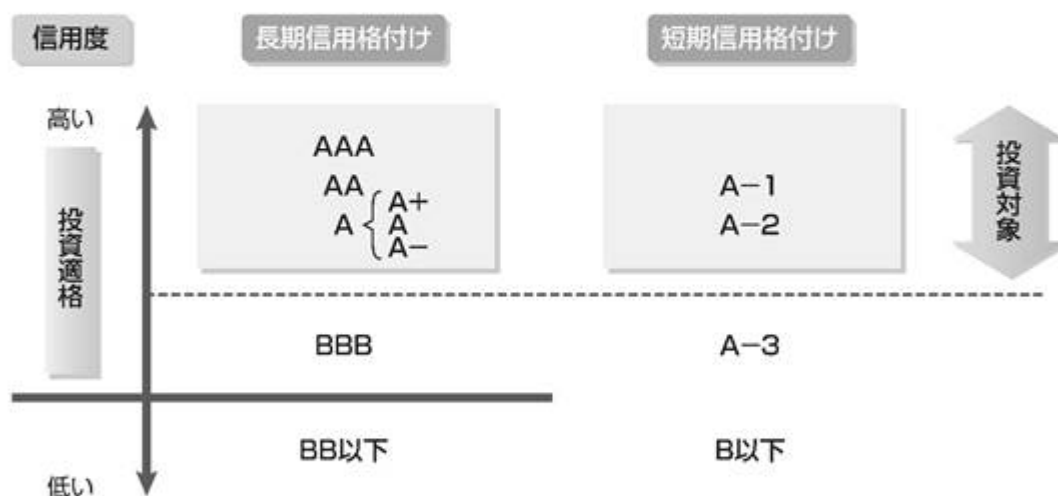 信用度
長期信用格付け
短期信用格付け
高い
投資適格
AAA
AA
A
A+
A
A−
A−1
A−2
投資対象
BBB
A−3
BB以下
B以下
低い